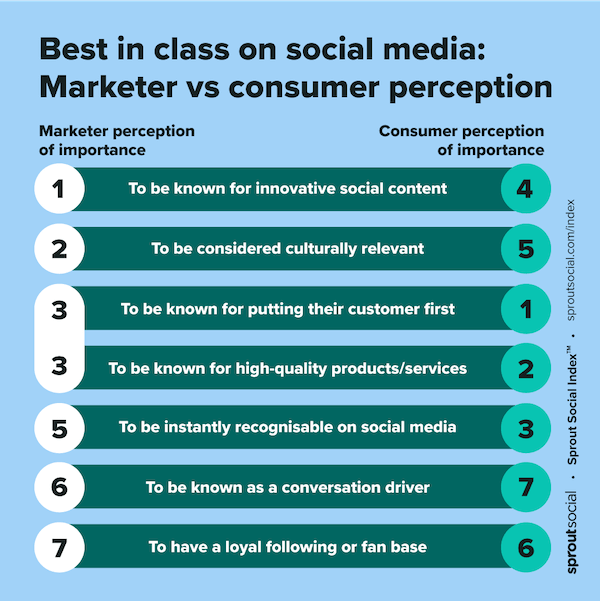 Best in class on social media:
Marketer vs consumer perception
Marketer perception
of importance
Consumer perception
of importance
1 To be known for innovative social content 4
2 To be considered culturally relevant 5
3 To be known for putting their customer first 1
3 To be known for high-quality products/services 2
5 To be instantly recognisable on social media 3
6 To be known as a conversation driver 7
7 To have a loyal following or fan base 6
sproutsocial • Sprout Social Index™ • sproutsocial.com/index